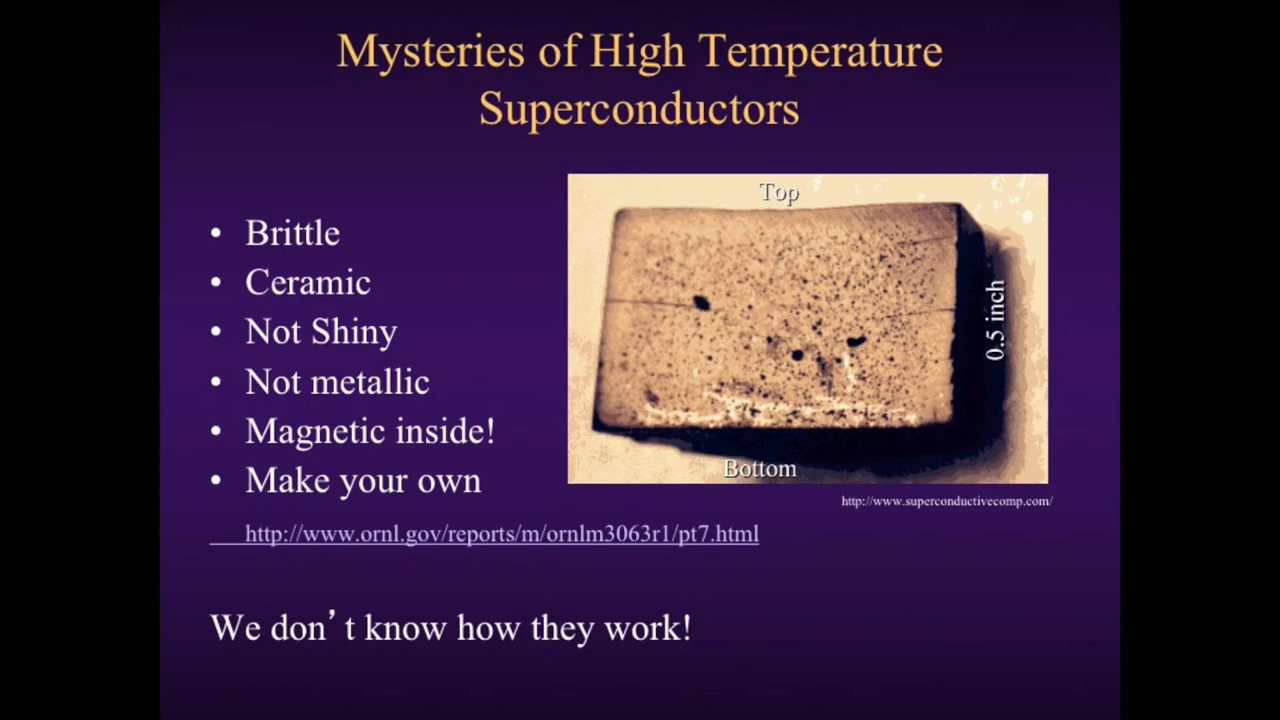 Mysteries of High Temperature
Superconductors
• Brittle
• Ceramic
• Not Shiny
• Not metallic
• Magnetic inside!
• Make your own
http://www.ornl.gov/reports/m/ornlm3063r1/pt7.html
Top
0.5 inch
Bottom
http://www.superconductivecomp.com/
We don’t know how they work!